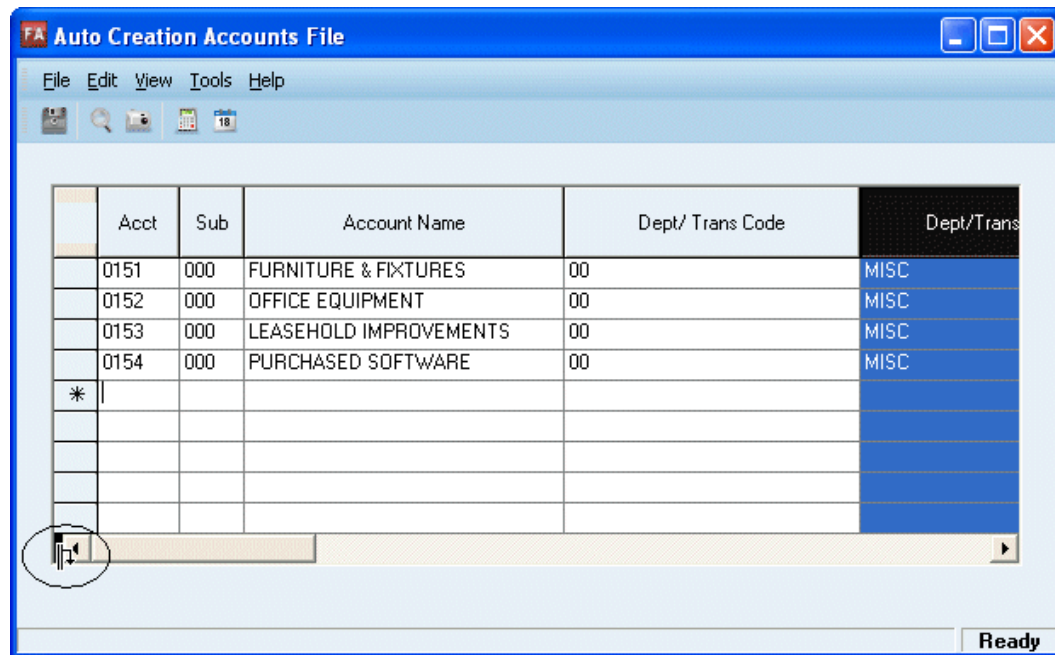 FA Auto Creation Accounts File
File Edit View Tools Help
18
Acct Sub Account Name Dept/ Trans Code Dept/Trans
0151 000 FURNITURE & FIXTURES 00 MISC
0152 000 OFFICE EQUIPMENT 00 MISC
0153 000 LEASEHOLD IMPROVEMENTS 00 MISC
0154 000 PURCHASED SOFTWARE 00 MISC
*
Ready